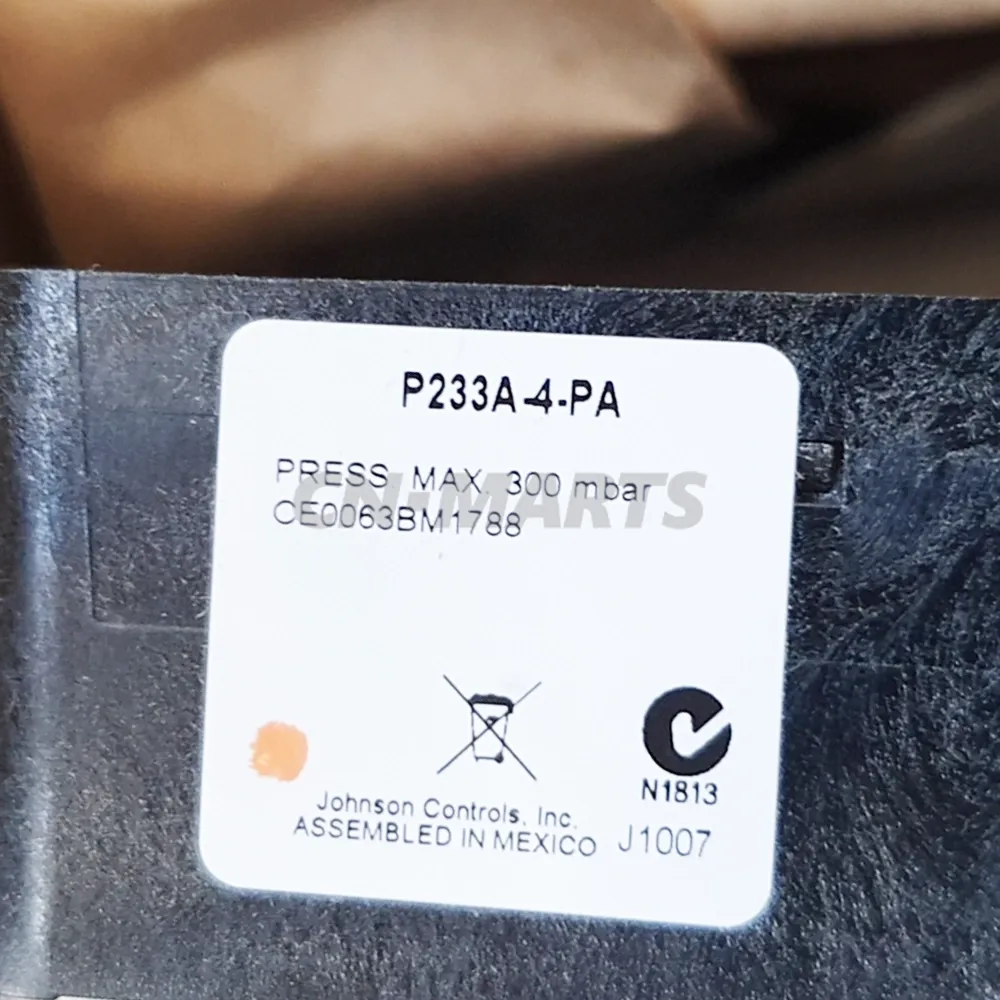 P233A-4-PA
PRESS. MAX. 300 mbar
CE0063BM1788
CN-MARTS
N1813
Johnson Controls, Inc.
ASSEMBLED IN MEXICO
J1007